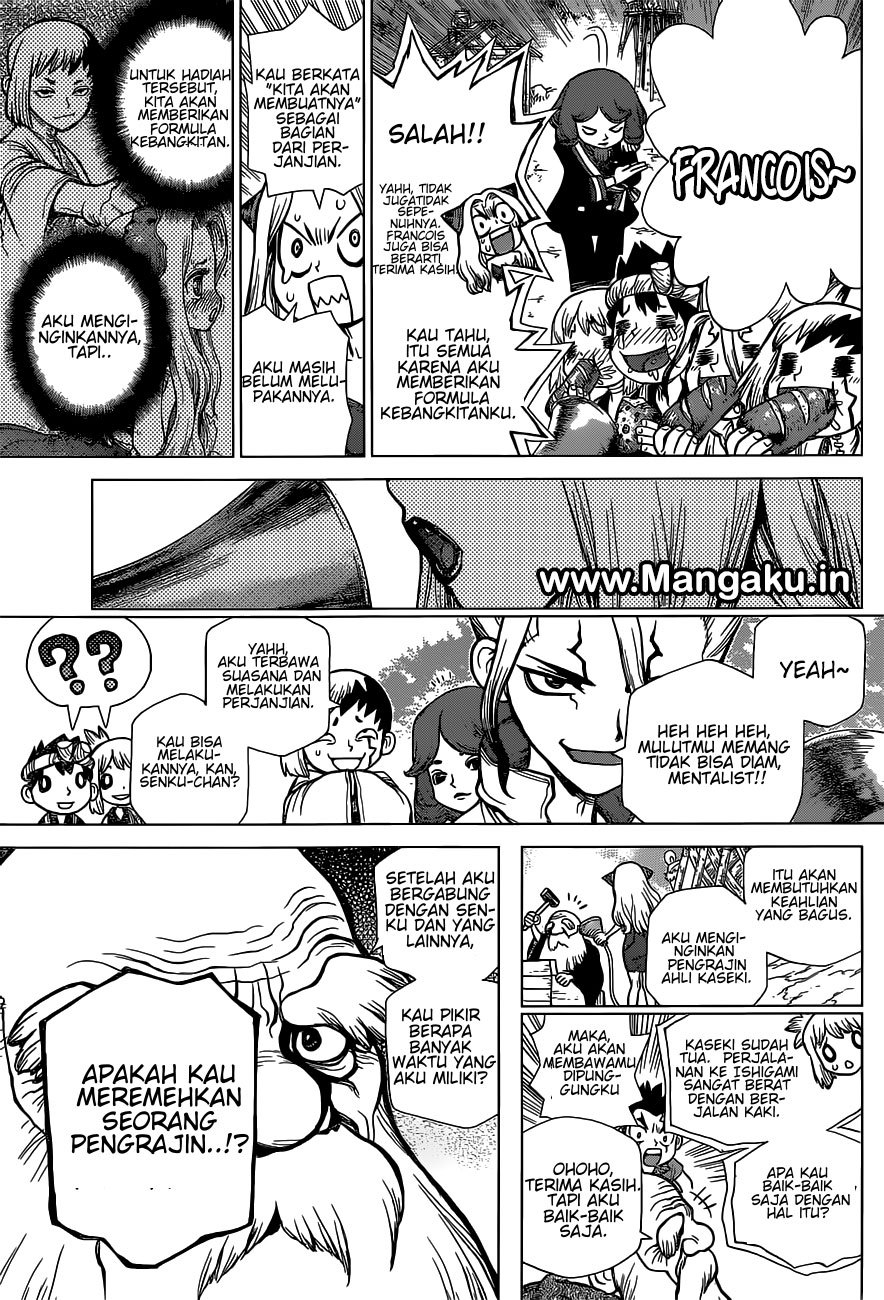 FRANCOIS~
SALAH!!
YAHH, TIDAK
JUGATIDAK
SEPE-
NUHNYA.
FRANCOIS
JUGA BISA
BERARTI
TERIMA KASIH.
KAU TAHU,
ITU SEMUA
KARENA AKU
MEMBERIKAN
FORMULA
KEBANGKITANKU.
KAU BERKATA
"KITA AKAN
MEMBUATNYA"
SEBAGAI
BAGIAN
DARI PER-
JANJIAN.
AKU MASIH
BELUM MELU-
PAKANNYA.
UNTUK HADIAH
TERSEBUT,
KITA AKAN
MEMBERIKAN
FORMULA
KEBANGKITAN.
AKU MENGI-
NGINKANNYA,
TAPI..
www.Mangaku.in
YEAH~
HEH HEH HEH,
MULUTMU MEMANG
TIDAK BISA DIAM,
MENTALIST!!
YAHH,
AKU TERBAWA
SUASANA DAN
MELAKUKAN
PERJANJIAN.
KAU BISA
MELAKU-
KANNYA, KAN,
SENKU-CHAN?
??
ITU AKAN
MEMBUTUHKAN
KEAHLIAN
YANG BAGUS.
AKU MENGI-
NGINKAN
PENGRAJIN
AHLI KASEKI.
KASEKI SUDAH
TUA. PERJALA-
NAN KE ISHIGAMI
SANGAT BERAT
DENGAN BER-
JALAN KAKI.
APA KAU
BAIK-BAIK
SAJA DENGAN
HAL ITU?
MAKA,
AKU AKAN
MEMBAWAMU
DIPUNG-
GUNGKU
OHOHO,
TERIMA KASIH.
TAPI AKU
BAIK-BAIK
SAJA.
SETELAH AKU
BERGABUNG
DENGAN SEN-
KU DAN YANG
LAINNYA,
KAU PIKIR
BERAPA
BANYAK
WAKTU YANG
AKU MILIKI?
APAKAH KAU
MEREMEHKAN
SEORANG
PENGRAJIN..!?